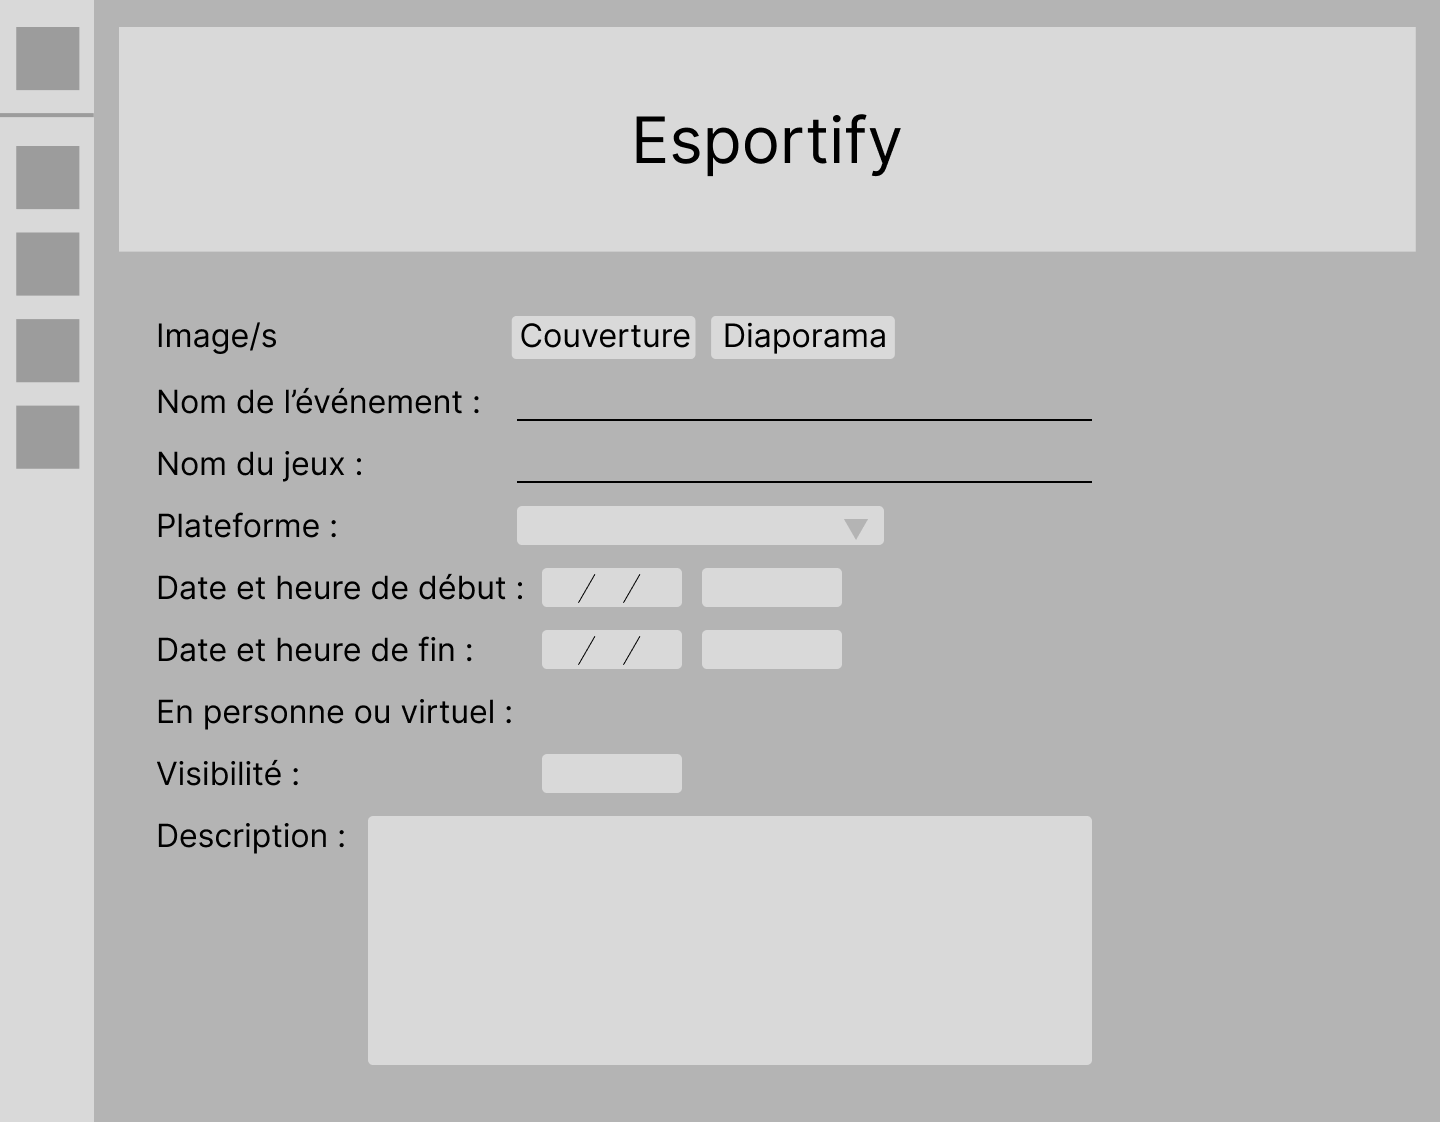 Esportify
Image/s Couverture Diaporama
Nom de l’événement :
Nom du jeux :
Plateforme :
Date et heure de début : / /
Date et heure de fin : / /
En personne ou virtuel :
Visibilité :
Description :